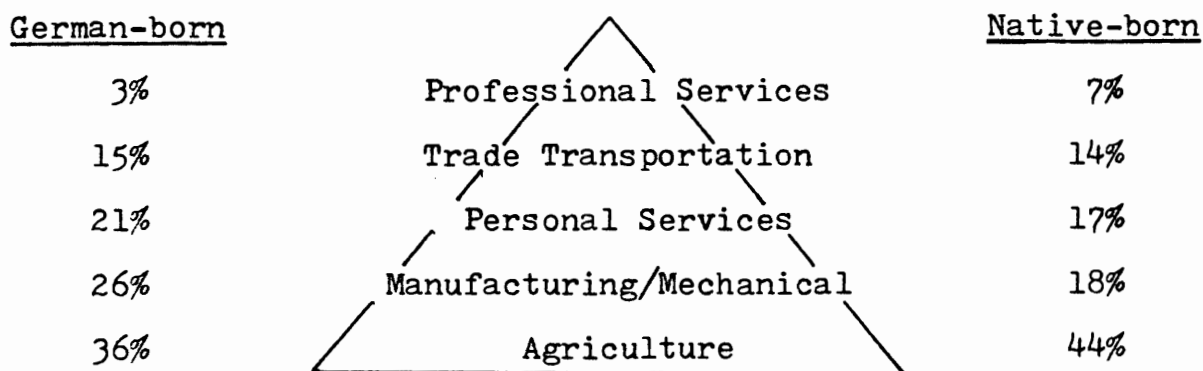 German-born Native-born
3% Professional Services 7%
15% Trade Transportation 14%
21% Personal Services 17%
26% Manufacturing/Mechanical 18%
36% Agriculture 44%